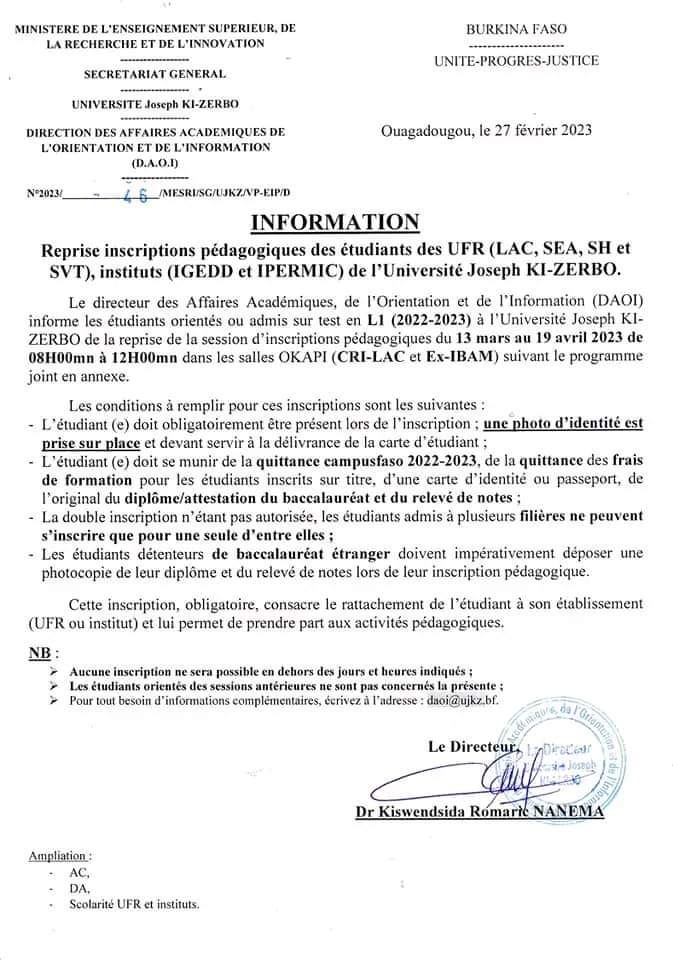 MINISTERE DE L'ENSEIGNEMENT SUPERIEUR, DE
LA RECHERCHE ET DE L'INNOVATION
------------------
SECRETARIAT GENERAL
------------------
UNIVERSITE Joseph KI-ZERBO
------------------
DIRECTION DES AFFAIRES ACADEMIQUES DE
L'ORIENTATION ET DE L'INFORMATION
(D.A.O.I)
------------------
N°2023/ - 46 /MESRI/SG/UJKZ/VP-EIP/D
BURKINA FASO
---------------------
UNITE-PROGRES-JUSTICE
Ouagadougou, le 27 février 2023
INFORMATION
Reprise inscriptions pédagogiques des étudiants des UFR (LAC, SEA, SH et
SVT), instituts (IGEDD et IPERMIC) de l'Université Joseph KI-ZERBO.
Le directeur des Affaires Académiques, de l'Orientation et de l'Information (DAOI)
informe les étudiants orientés ou admis sur test en L1 (2022-2023) à l'Université Joseph KI-
ZERBO de la reprise de la session d'inscriptions pédagogiques du 13 mars au 19 avril 2023 de
08H00mn à 12H00mn dans les salles OKAPI (CRI-LAC et Ex-IBAM) suivant le programme
joint en annexe.
Les conditions à remplir pour ces inscriptions sont les suivantes :
- L'étudiant (e) doit obligatoirement être présent lors de l'inscription ; une photo d'identité est
prise sur place et devant servir à la délivrance de la carte d'étudiant ;
- L'étudiant (e) doit se munir de la quittance campusfaso 2022-2023, de la quittance des frais
de formation pour les étudiants inscrits sur titre, d'une carte d'identité ou passeport, de
l'original du diplôme/attestation du baccalauréat et du relevé de notes ;
- La double inscription n'étant pas autorisée, les étudiants admis à plusieurs filières ne peuvent
s'inscrire que pour une seule d'entre elles ;
- Les étudiants détenteurs de baccalauréat étranger doivent impérativement déposer une
photocopie de leur diplôme et du relevé de notes lors de leur inscription pédagogique.
Cette inscription, obligatoire, consacre le rattachement de l'étudiant à son établissement
(UFR ou institut) et lui permet de prendre part aux activités pédagogiques.
NB :
➢ Aucune inscription ne sera possible en dehors des jours et heures indiqués ;
➢ Les étudiants orientés des sessions antérieures ne sont pas concernés la présente ;
➢ Pour tout besoin d'informations complémentaires, écrivez à l'adresse : daoi@ujkz.bf.
Le Directeur,
Le Directeur
Joseph
Académiques, de l'Orientation et de l'Information
Dr Kiswendsida Romaric NANEMA
Ampliation :
- AC,
- DA,
- Scolarité UFR et instituts.